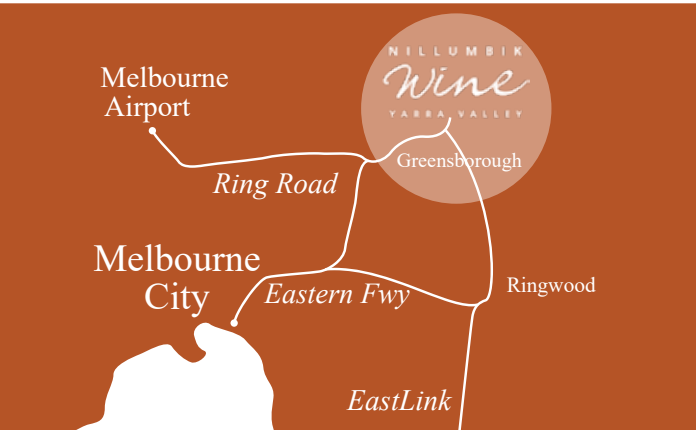 NILLUMBIK
Wine
YARRA VALLEY
Melbourne
Airport
Greensborough
Ring Road
Melbourne
City
Eastern Fwy
Ringwood
EastLink